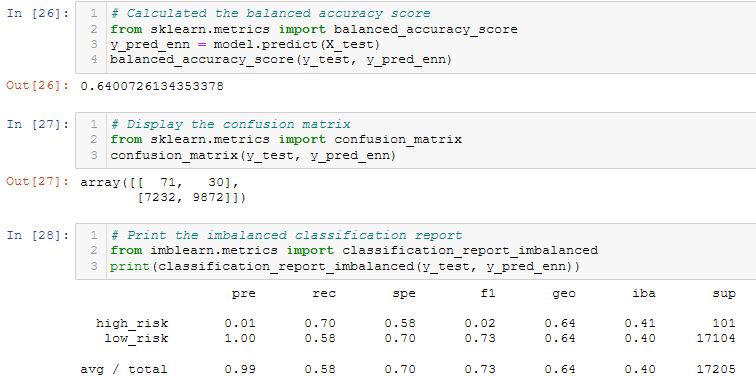 In [26]: 1 # Calculated the balanced accuracy score
2 from sklearn.metrics import balanced_accuracy_score
3 y_pred_enn = model.predict(X_test)
4 balanced_accuracy_score(y_test, y_pred_enn)
Out[26]: 0.6400726134353378
In [27]: 1 # Display the confusion matrix
2 from sklearn.metrics import confusion_matrix
3 confusion_matrix(y_test, y_pred_enn)
Out[27]: array([[ 71, 30],
[7232, 9872]])
In [28]: 1 # Print the imbalanced classification report
2 from imblearn.metrics import classification_report_imbalanced
3 print(classification_report_imbalanced(y_test, y_pred_enn))
pre rec spe f1 geo iba sup
high_risk 0.01 0.70 0.58 0.02 0.64 0.41 101
low_risk 1.00 0.58 0.70 0.73 0.64 0.40 17104
avg / total 0.99 0.58 0.70 0.73 0.64 0.40 17205